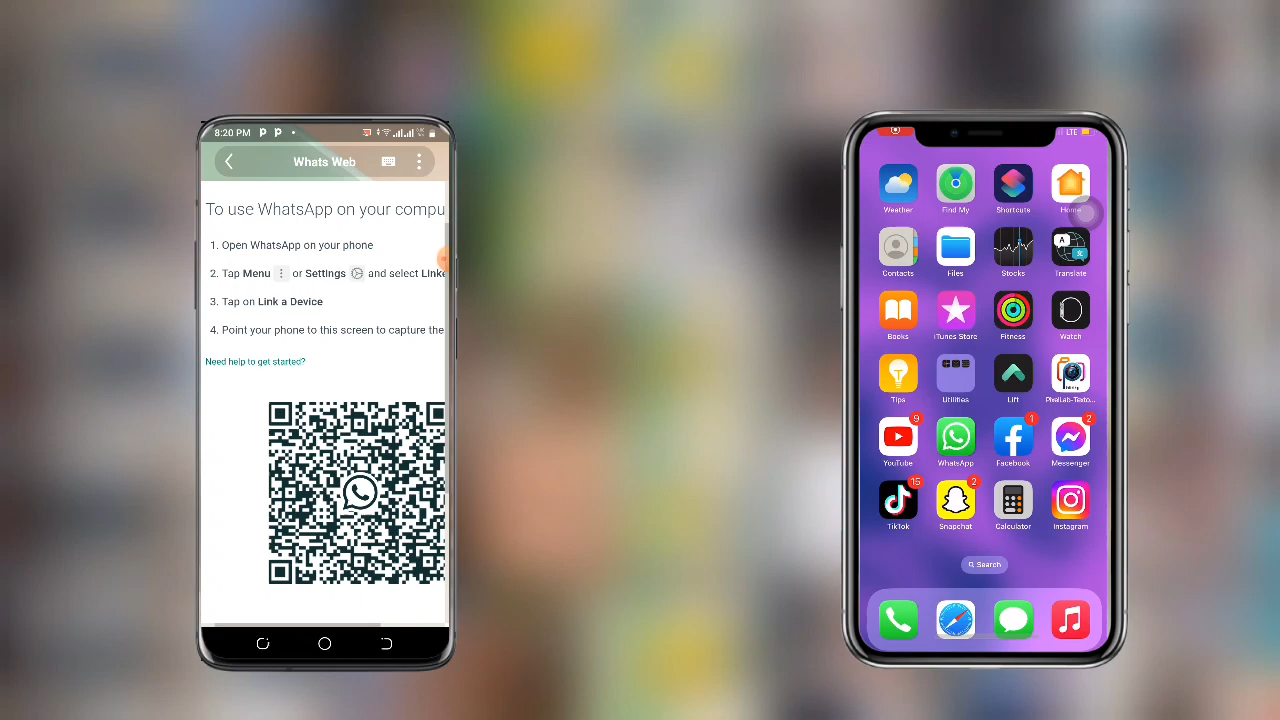 8:20 PM
Whats Web
To use WhatsApp on your compu
1. Open WhatsApp on your phone
2. Tap Menu or Settings and select Linke
3. Tap on Link a Device
4. Point your phone to this screen to capture the
Need help to get started?
LTE
Weather Find My Shortcuts Home
Contacts Files Stocks Translate
Books iTunes Store Fitness Watch
Tips Utilities Lift PixelLab-Texto...
9 1 2
YouTube WhatsApp Facebook Messenger
15 2
TikTok Snapchat Calculator Instagram
Search